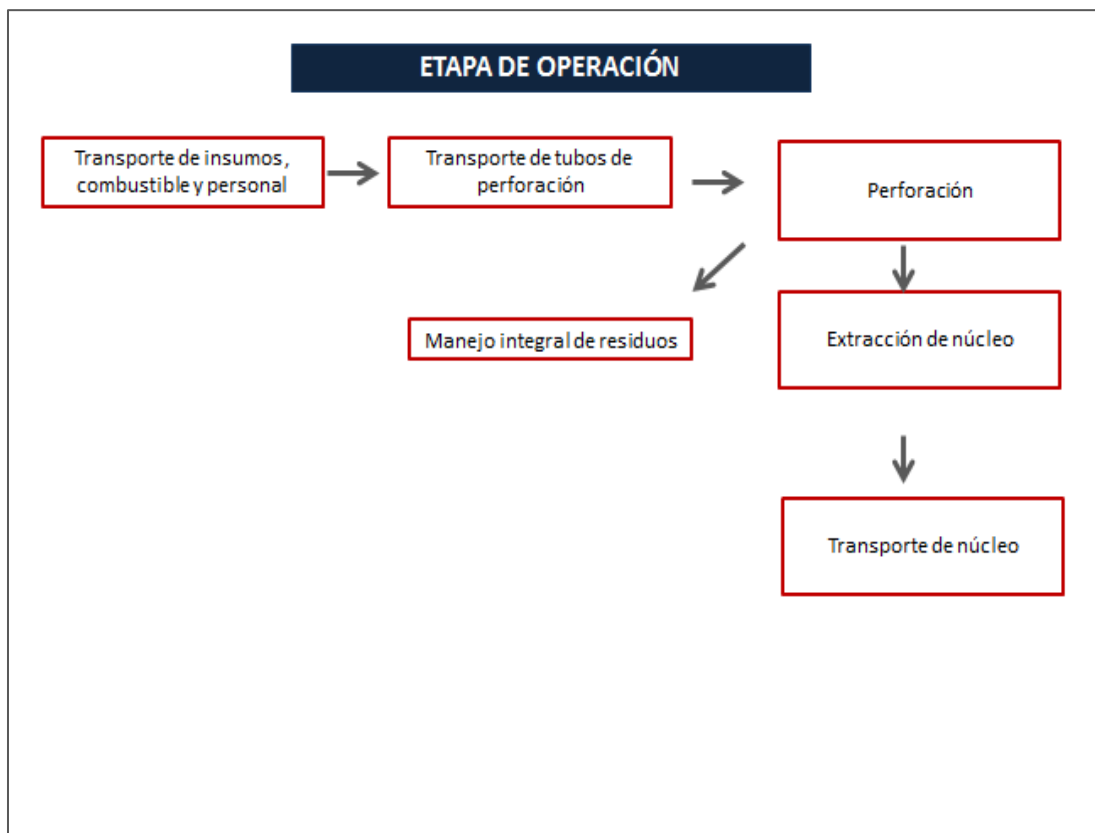 ETAPA DE OPERACIÓN
Transporte de insumos,
combustible y personal
Transporte de tubos de
perforación
Perforación
Manejo integral de residuos
Extracción de núcleo
Transporte de núcleo